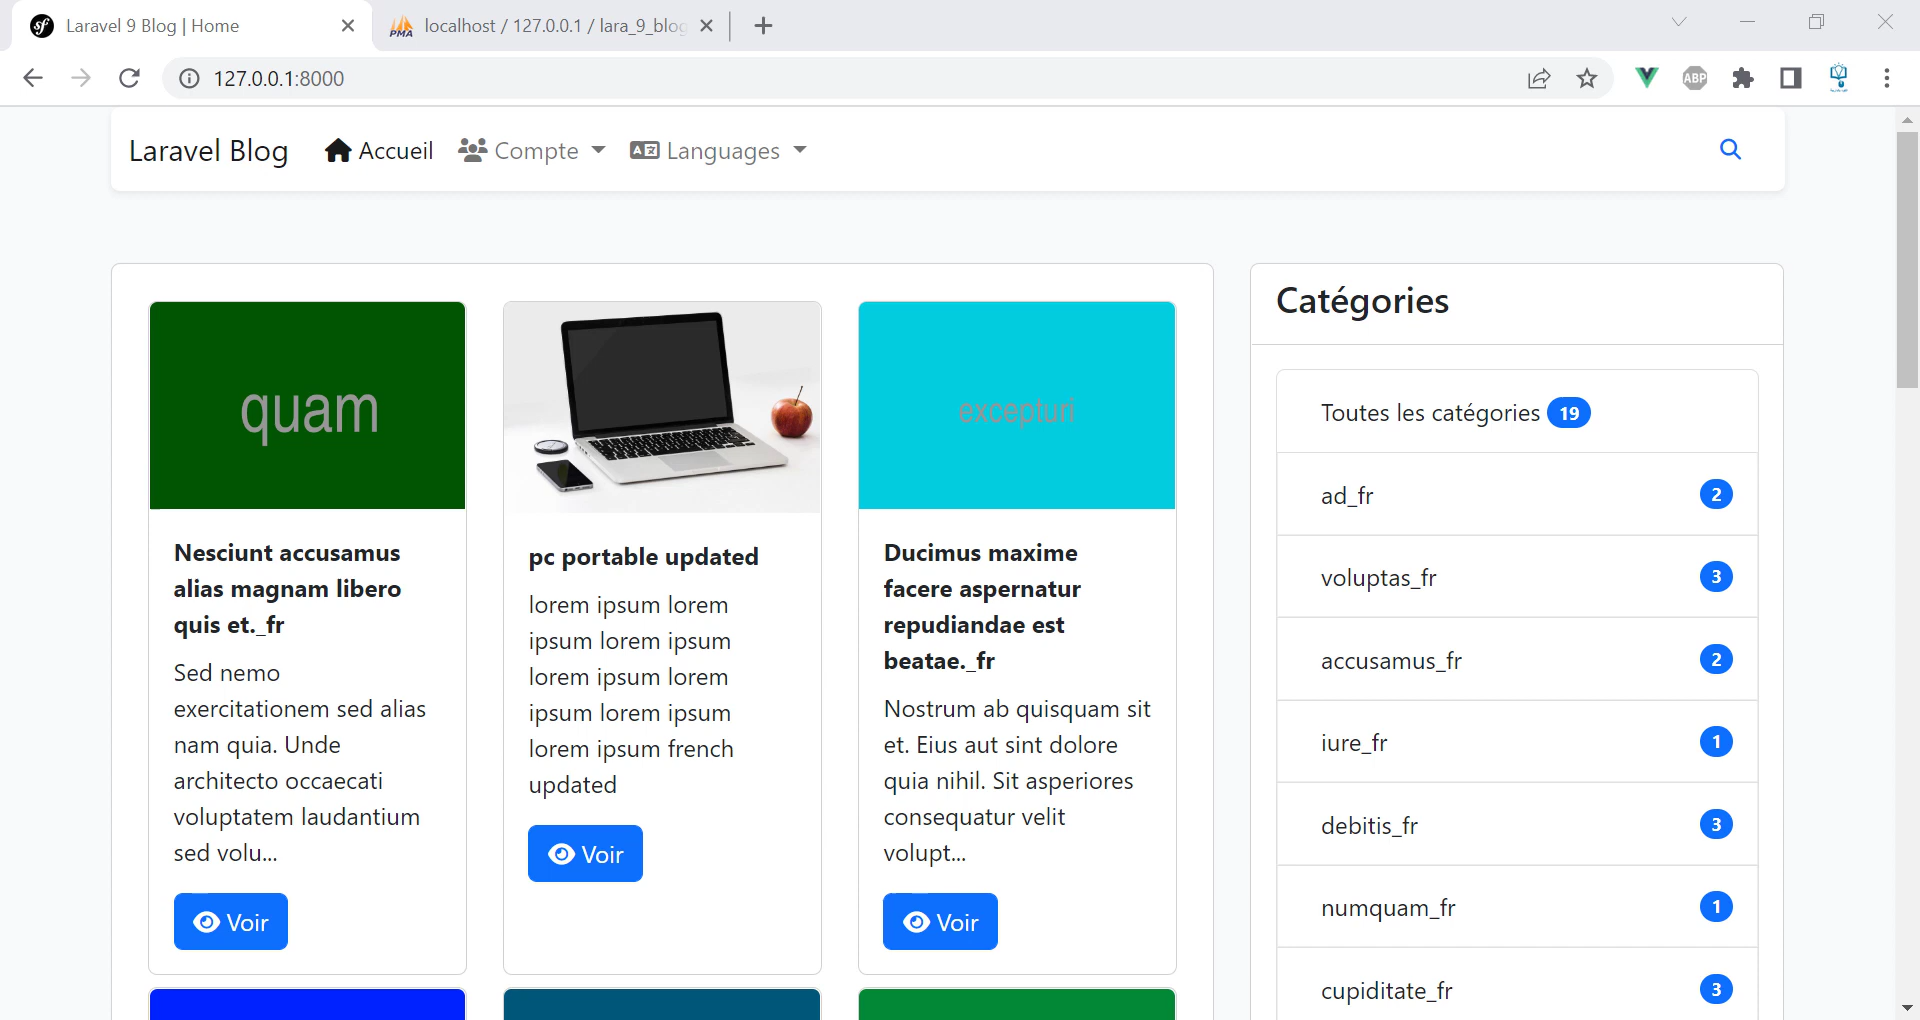 Laravel 9 Blog | Home
localhost / 127.0.0.1 / lara_9_blog
127.0.0.1:8000
ABP
Laravel Blog
Accueil
Compte
Languages
quam
Nesciunt accusamus
alias magnam libero
quis et._fr
Sed nemo
exercitationem sed alias
nam quia. Unde
architecto occaecati
voluptatem laudantium
sed volu...
Voir
pc portable updated
lorem ipsum lorem
ipsum lorem ipsum
lorem ipsum lorem
ipsum lorem ipsum
lorem ipsum french
updated
Voir
excepturi
Ducimus maxime
facere aspernatur
repudiandae est
beatae._fr
Nostrum ab quisquam sit
et. Eius aut sint dolore
quia nihil. Sit asperiores
consequatur velit
volupt...
Voir
Catégories
Toutes les catégories 19
ad_fr 2
voluptas_fr 3
accusamus_fr 2
iure_fr 1
debitis_fr 3
numquam_fr 1
cupiditate_fr 3